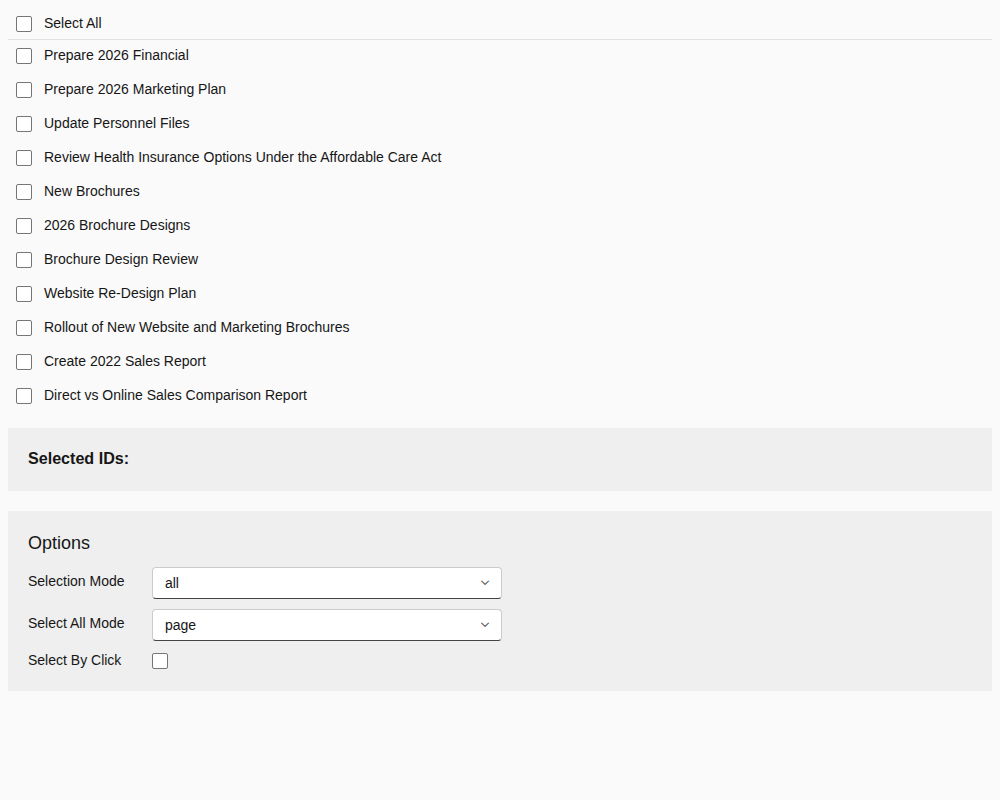 Select All
Prepare 2026 Financial
Prepare 2026 Marketing Plan
Update Personnel Files
Review Health Insurance Options Under the Affordable Care Act
New Brochures
2026 Brochure Designs
Brochure Design Review
Website Re-Design Plan
Rollout of New Website and Marketing Brochures
Create 2022 Sales Report
Direct vs Online Sales Comparison Report
Selected IDs:
Options
Selection Mode all
Select All Mode page
Select By Click